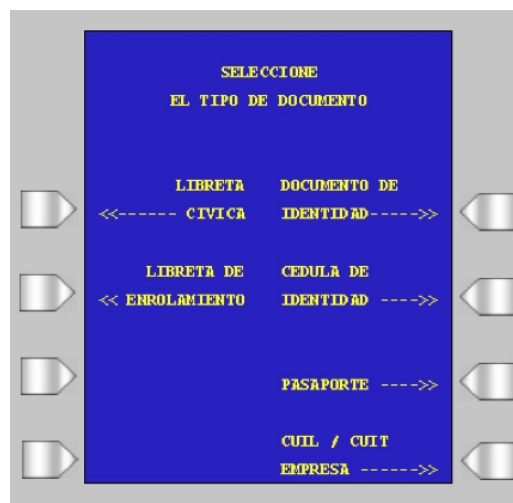 SELECCIONE
EL TIPO DE DOCUMENTO
LIBRETA DOCUMENTO DE
<<------ CIVICA IDENTIDAD----->>
LIBRETA DE CEDULA DE
<< ENROLAMIENTO IDENTIDAD ---->>
PASAPORTE ---->>
CUIL / CUIT
EMPRESA ------>>